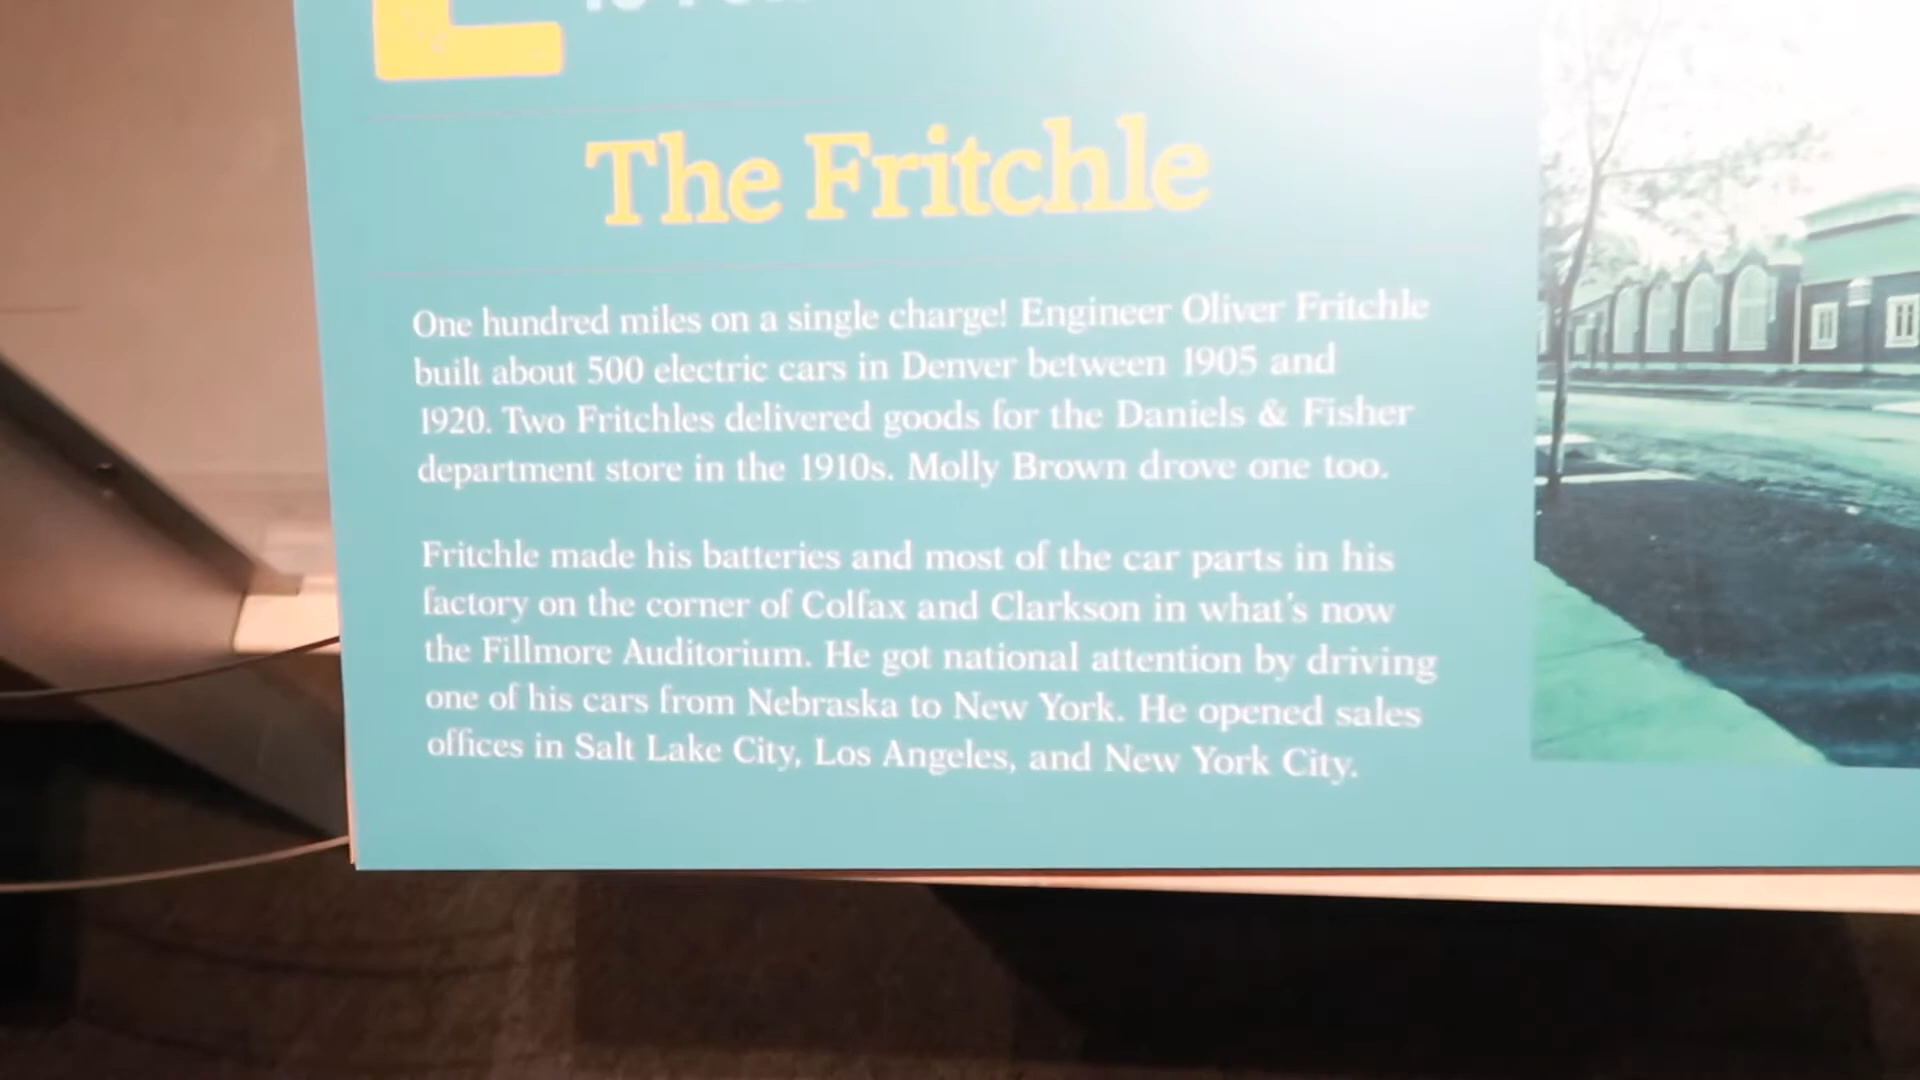 The Fritchle
One hundred miles on a single charge! Engineer Oliver Fritchle
built about 500 electric cars in Denver between 1905 and
1920. Two Fritchles delivered goods for the Daniels & Fisher
department store in the 1910s. Molly Brown drove one too.
Fritchle made his batteries and most of the car parts in his
factory on the corner of Colfax and Clarkson in what's now
the Fillmore Auditorium. He got national attention by driving
one of his cars from Nebraska to New York. He opened sales
offices in Salt Lake City, Los Angeles, and New York City.